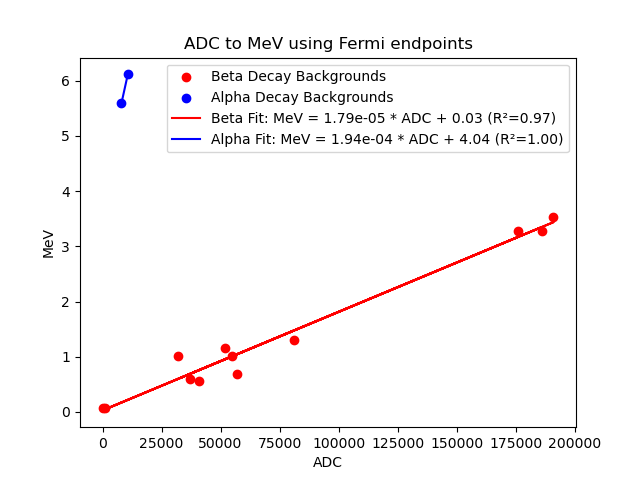 ADC to MeV using Fermi endpoints
Beta Decay Backgrounds
Alpha Decay Backgrounds
Beta Fit: MeV = 1.79e-05 * ADC + 0.03 (R²=0.97)
Alpha Fit: MeV = 1.94e-04 * ADC + 4.04 (R²=1.00)
6
5
4
3
2
1
0
MeV
0 25000 50000 75000 100000 125000 150000 175000 200000
ADC